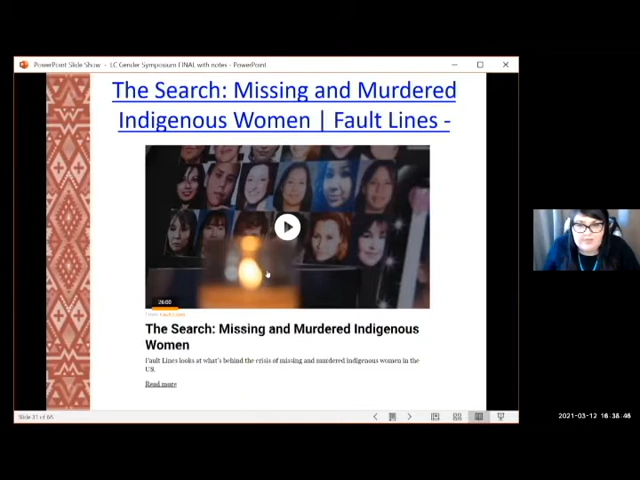 PowerPoint Slide Show - LC Gender Symposium FINAL with notes - PowerPoint
The Search: Missing and Murdered
Indigenous Women | Fault Lines -
26:00
The Search: Missing and Murdered Indigenous
Women
Fault Lines looks at what's behind the crisis of missing and murdered indigenous women in the
US.
Read more
2021-03-12 16:38:46